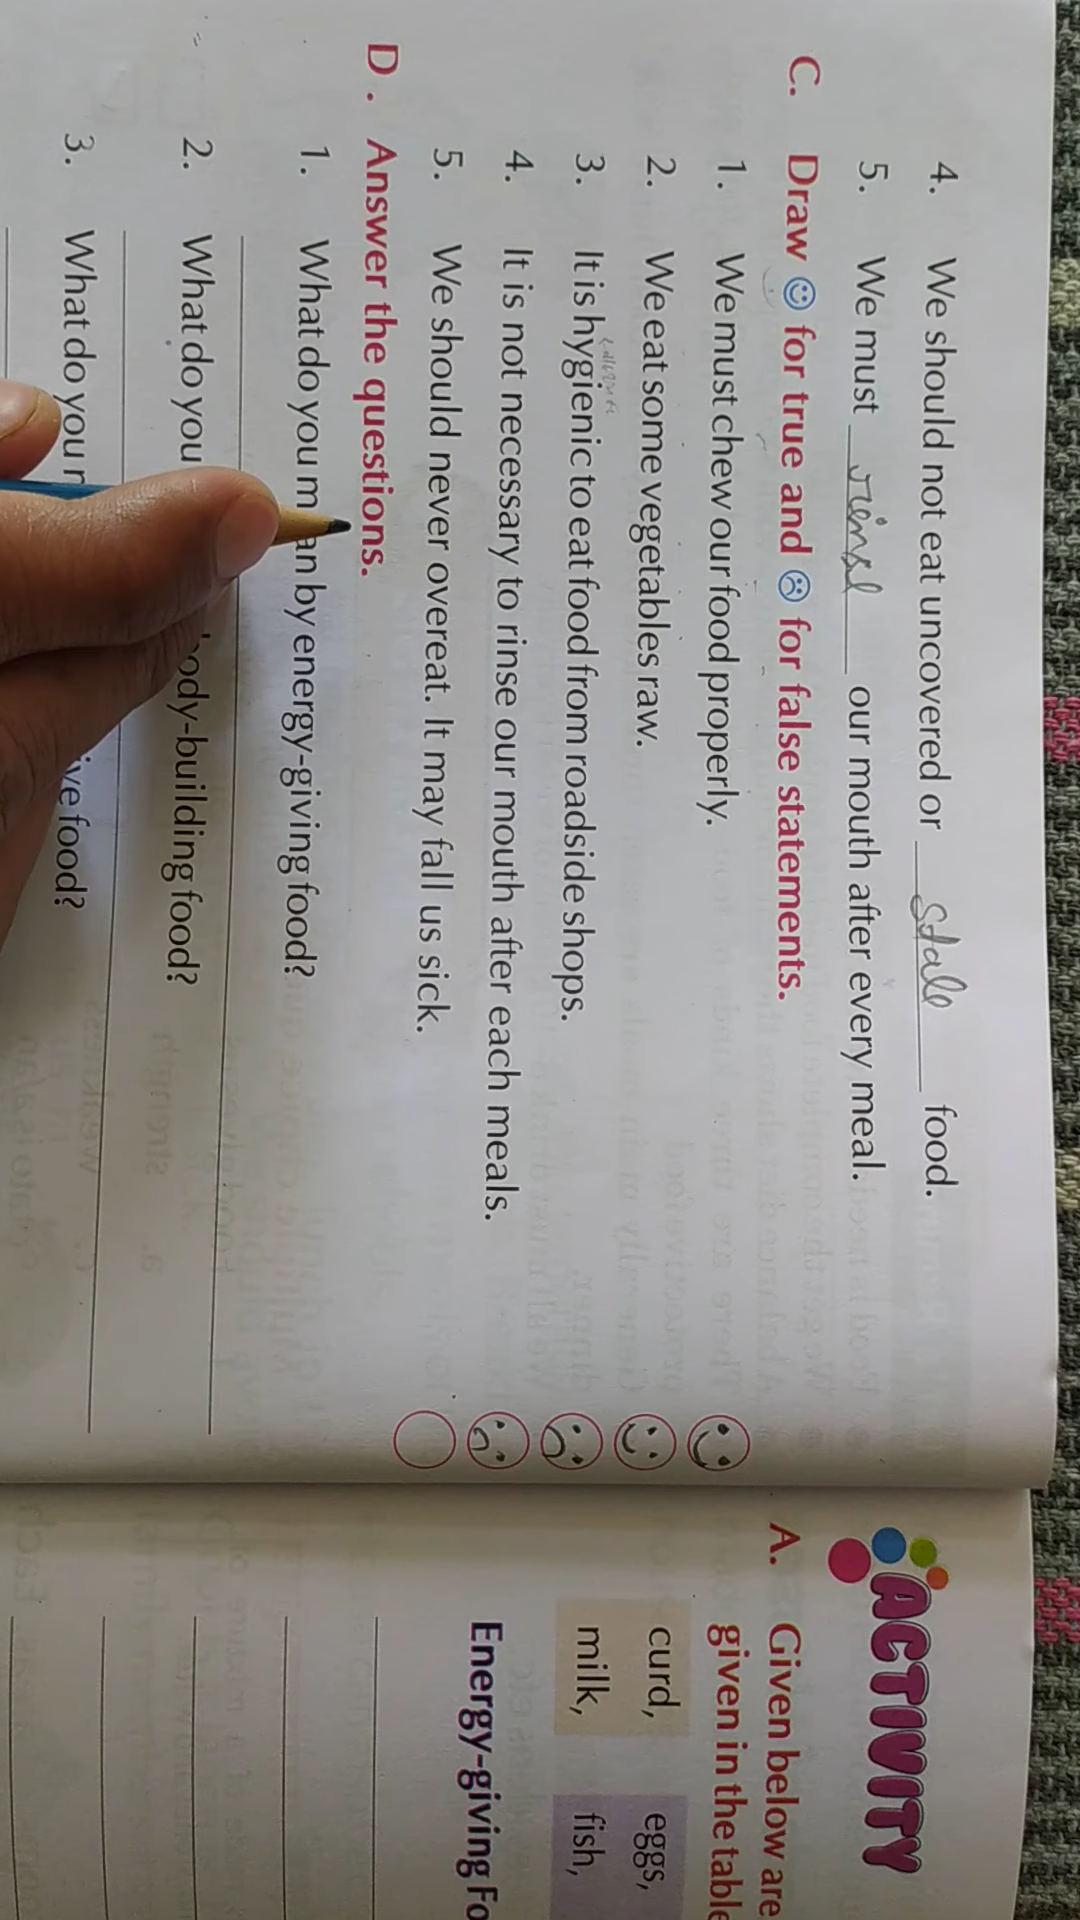 4. We should not eat uncovered or stale food.
5. We must rinse our mouth after every meal.
C. Draw for true and for false statements.
1. We must chew our food properly.
2. We eat some vegetables raw.
3. It is hygienic to eat food from roadside shops.
4. It is not necessary to rinse our mouth after each meals.
5. We should never overeat. It may fall us sick.
D. Answer the questions.
1. What do you m an by energy-giving food?
2. What do you body-building food?
3. What do you food?
ACTIVITY
A. Given below are
given in the table
curd, eggs,
milk, fish,
Energy-giving Fo